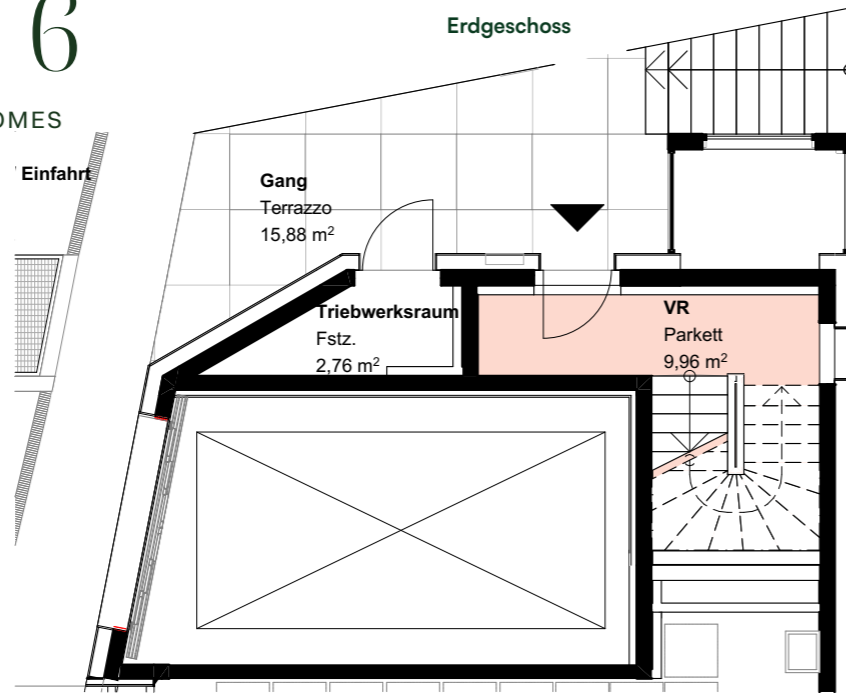 6
Erdgeschoss
OMES
' Einfahrt
Gang
Terrazzo
15,88 m²
Triebwerksraum
Fstz.
2,76 m²
VR
Parkett
9,96 m²